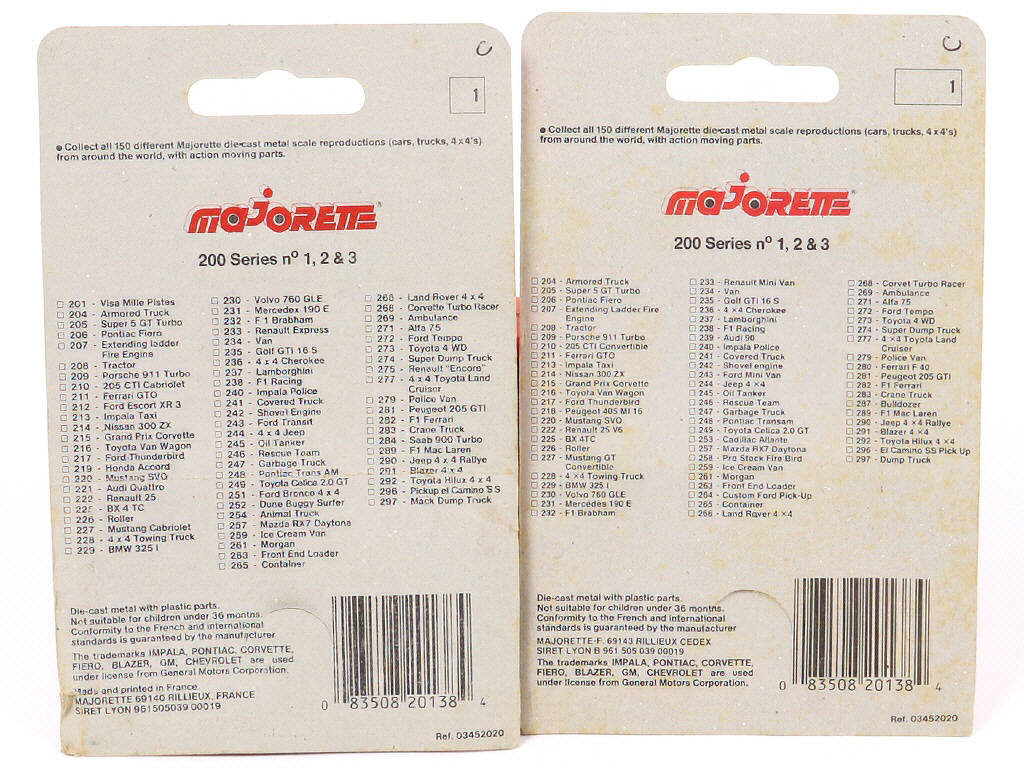 C
1
● Collect all 150 different Majorette die-cast metal scale reproductions (cars, trucks, 4x4's)
from around the world, with action moving parts.
MAJORETTE®
200 Series nº 1, 2 & 3
201 - Visa Mille Pistes
204 - Armored Truck
205 - Super 5 GT Turbo
206 - Pontiac Fiero
207 - Extending ladder
Fire Engine
208 - Tractor
209 - Porsche 911 Turbo
210 - 205 CTI Cabriolet
211 - Ferrari GTO
212 - Ford Escort XR 3
213 - Impala Taxi
214 - Nissan 300 ZX
215 - Grand Prix Corvette
216 - Toyota Van Wagon
217 - Ford Thunderbird
219 - Honda Accord
220 - Mustang SVO
221 - Audi Quattro
222 - Renault 25
225 - BX 4 TC
226 - Roller
227 - Mustang Cabriolet
228 - 4 x 4 Towing Truck
229 - BMW 325 I
230 - Volvo 760 GLE
231 - Mercedex 190 E
232 - F1 Brabham
233 - Renault Express
234 - Van
235 - Golf GTI 16 S
236 - 4 x 4 Cherokee
237 - Lamborghini
238 - F1 Racing
240 - Impala Police
241 - Covered Truck
242 - Shovel Engine
243 - Ford Transit
244 - 4 x 4 Jeep
245 - Oil Tanker
246 - Rescue Team
247 - Garbage Truck
248 - Pontiac Trans AM
249 - Toyota Celica 2.0 GT
251 - Ford Bronco 4 x 4
252 - Dune Buggy Surfer
254 - Animal Truck
257 - Mazda RX7 Daytona
259 - Ice Cream Van
261 - Morgan
263 - Front End Loader
265 - Container
266 - Land Rover 4 x 4
268 - Corvette Turbo Racer
269 - Ambulance
271 - Alfa 75
272 - Ford Tempo
273 - Toyota 4 WD
274 - Super Dump Truck
275 - Renault "Encore"
277 - 4 x 4 Toyota Land
Cruiser
279 - Police Van
281 - Peugeot 205 GTI
282 - F1 Ferrari
283 - Crane Truck
284 - Saab 900 Turbo
289 - F1 Mac Laren
290 - Jeep 4 x 4 Rallye
291 - Blazer 4 x 4
292 - Toyota Hilux 4 x 4
296 - Pickup el Camino SS
297 - Mack Dump Truck
Die-cast metal with plastic parts.
Not suitable for children under 36 months.
Conformity to the French and international
standards is guaranteed by the manufacturer
The trademarks IMPALA, PONTIAC, CORVETTE,
FIERO, BLAZER, GM, CHEVROLET are used
under license from General Motors Corporation.
Made and printed in France
MAJORETTE 69140 RILLIEUX, FRANCE
SIRET LYON 961505039 00019
0 83508 20138 4
Ref. 03452020
C
1
● Collect all 150 different Majorette die-cast metal scale reproductions (cars, trucks, 4x4's)
from around the world, with action moving parts.
MAJORETTE®
200 Series nº 1, 2 & 3
204 - Armored Truck
205 - Super 5 GT Turbo
206 - Pontiac Fiero
207 - Extending Ladder Fire
Engine
208 - Tractor
209 - Porsche 911 Turbo
210 - 205 CTI Convertible
211 - Ferrari GTO
213 - Impala Taxi
214 - Nissan 300 ZX
215 - Grand Prix Corvette
216 - Toyota Van Wagon
217 - Ford Thunderbird
218 - Peugeot 405 MI 16
220 - Mustang SVO
222 - Renault 25 V6
225 - BX 4TC
226 - Roller
227 - Mustang GT
Convertible
228 - 4 ×4 Towing Truck
229 - BMW 325 I
230 - Volvo 760 GLE
231 - Mercedes 190 E
232 - F1 Brabham
233 - Renault Mini Van
234 - Van
235 - Golf GTI 16 S
236 - 4 ×4 Cherokee
237 - Lamborghini
238 - F1 Racing
239 - Audi 90
240 - Impala Police
241 - Covered Truck
242 - Shovel engine
243 - Ford Mini Van
244 - Jeep 4 ×4
245 - Oil Tanker
246 - Rescue Team
247 - Garbage Truck
248 - Pontiac Transam
249 - Toyota Celica 2.0 GT
253 - Cadillac Allante
257 - Mazda RX7 Daytona
258 - Pro Stock Fire Bird
259 - Ice Cream Van
261 - Morgan
263 - Front End Loader
264 - Custom Ford Pick-Up
265 - Container
266 - Land Rover 4 ×4
268 - Corvet Turbo Racer
269 - Ambulance
271 - Alfa 75
272 - Ford Tempo
273 - Toyota 4 WD
274 - Super Dump Truck
277 - 4 ×4 Toyota Land
Cruiser
279 - Police Van
280 - Ferrari F 40
281 - Peugeot 205 GTI
282 - F1 Ferrari
283 - Crane Truck
287 - Bulldozer
289 - F1 Mac Laren
290 - Jeep 4 ×4 Rallye
291 - Blazer 4 ×4
292 - Toyota Hilux 4 ×4
296 - El Camino SS Pick Up
297 - Dump Truck
Die-cast metal with plastic parts.
Not suitable for children under 36 months.
Conformity to the French and international
standards is guaranteed by the manufacturer
MAJORETTE-F. 69143 RILLIEUX CEDEX
SIRET LYON B 961 505 039 00019
The trademarks IMPALA, PONTIAC, CORVETTE,
FIERO, BLAZER, GM, CHEVROLET are used
under license from General Motors Corporation.
0 83508 20138 4
Ref. 03452020